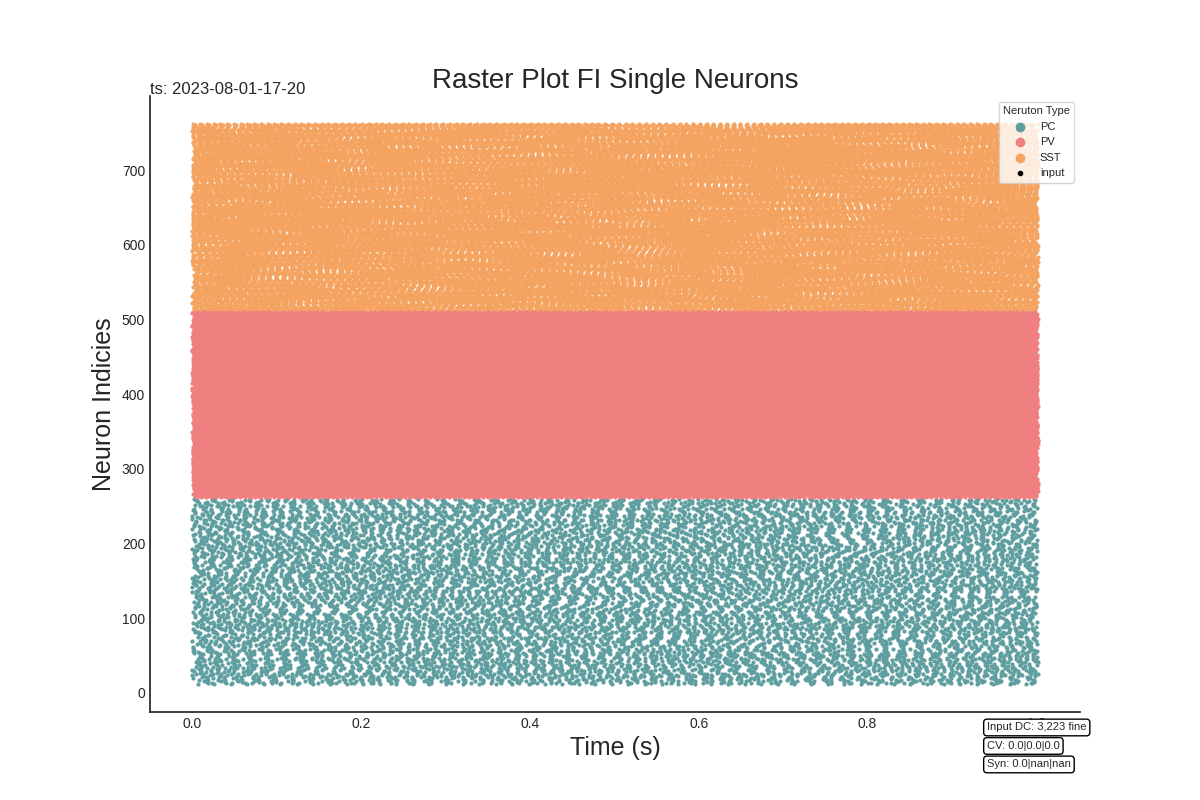 Raster Plot FI Single Neurons
ts: 2023-08-01-17-20
Neruton Type
PC
PV
SST
input
700
600
500
400
300
200
100
0
Neuron Indicies
0.0 0.2 0.4 0.6 0.8
Time (s)
Input DC: 3,223 fine
CV: 0.0|0.0|0.0
Syn: 0.0|nan|nan